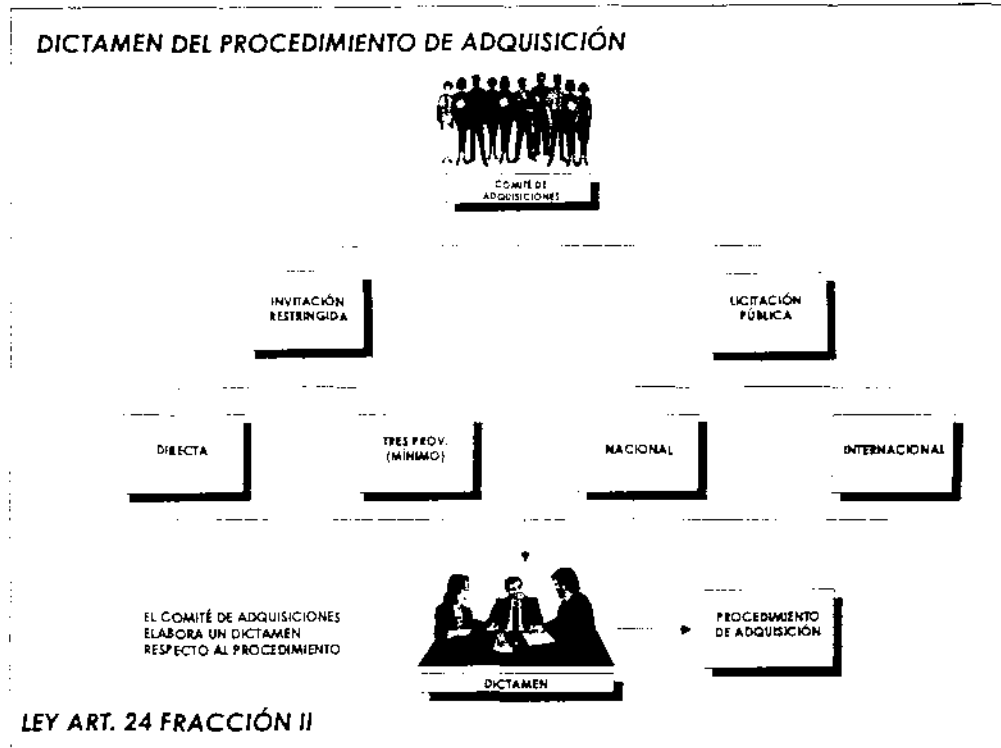 DICTAMEN DEL PROCEDIMIENTO DE ADQUISICIÓN
COMITÉ DE
ADQUISICIONES
INVITACIÓN
RESTRINGIDA
LICITACIÓN
PÚBLICA
DIRECTA
TRES PROV.
(MÍNIMO)
NACIONAL
INTERNACIONAL
EL COMITÉ DE ADQUISICIONES
ELABORA UN DICTAMEN
RESPECTO AL PROCEDIMIENTO
DICTAMEN
PROCEDIMIENTO
DE ADQUISICIÓN
LEY ART. 24 FRACCIÓN II